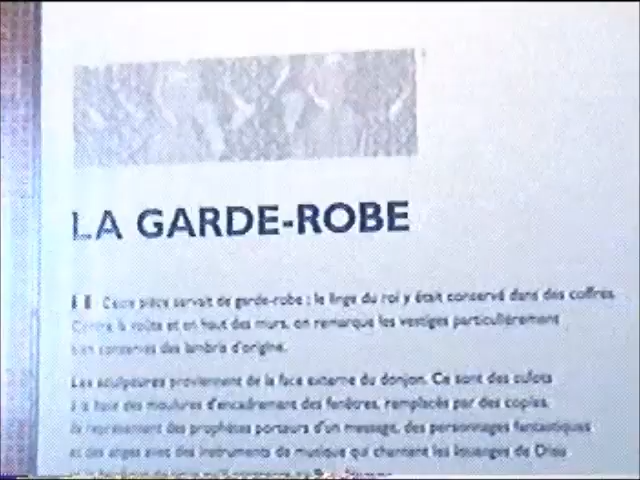 LA GARDE-ROBE
Cette pièce servait de garde-robe ; le linge du roi y était conservé dans des coffres.
Contre la voûte et en haut des murs, on remarque les vestiges particulièrement
bien conservés des lambris d'origine.
Les sculptures proviennent de la face externe du donjon. Ce sont des culots
à la base des moulures d'encadrement des fenêtres, remplacés par des copies.
Ils représentent des prophètes porteurs d'un message, des personnages fantastiques
et des anges avec des instruments de musique qui chantent les louanges de Dieu